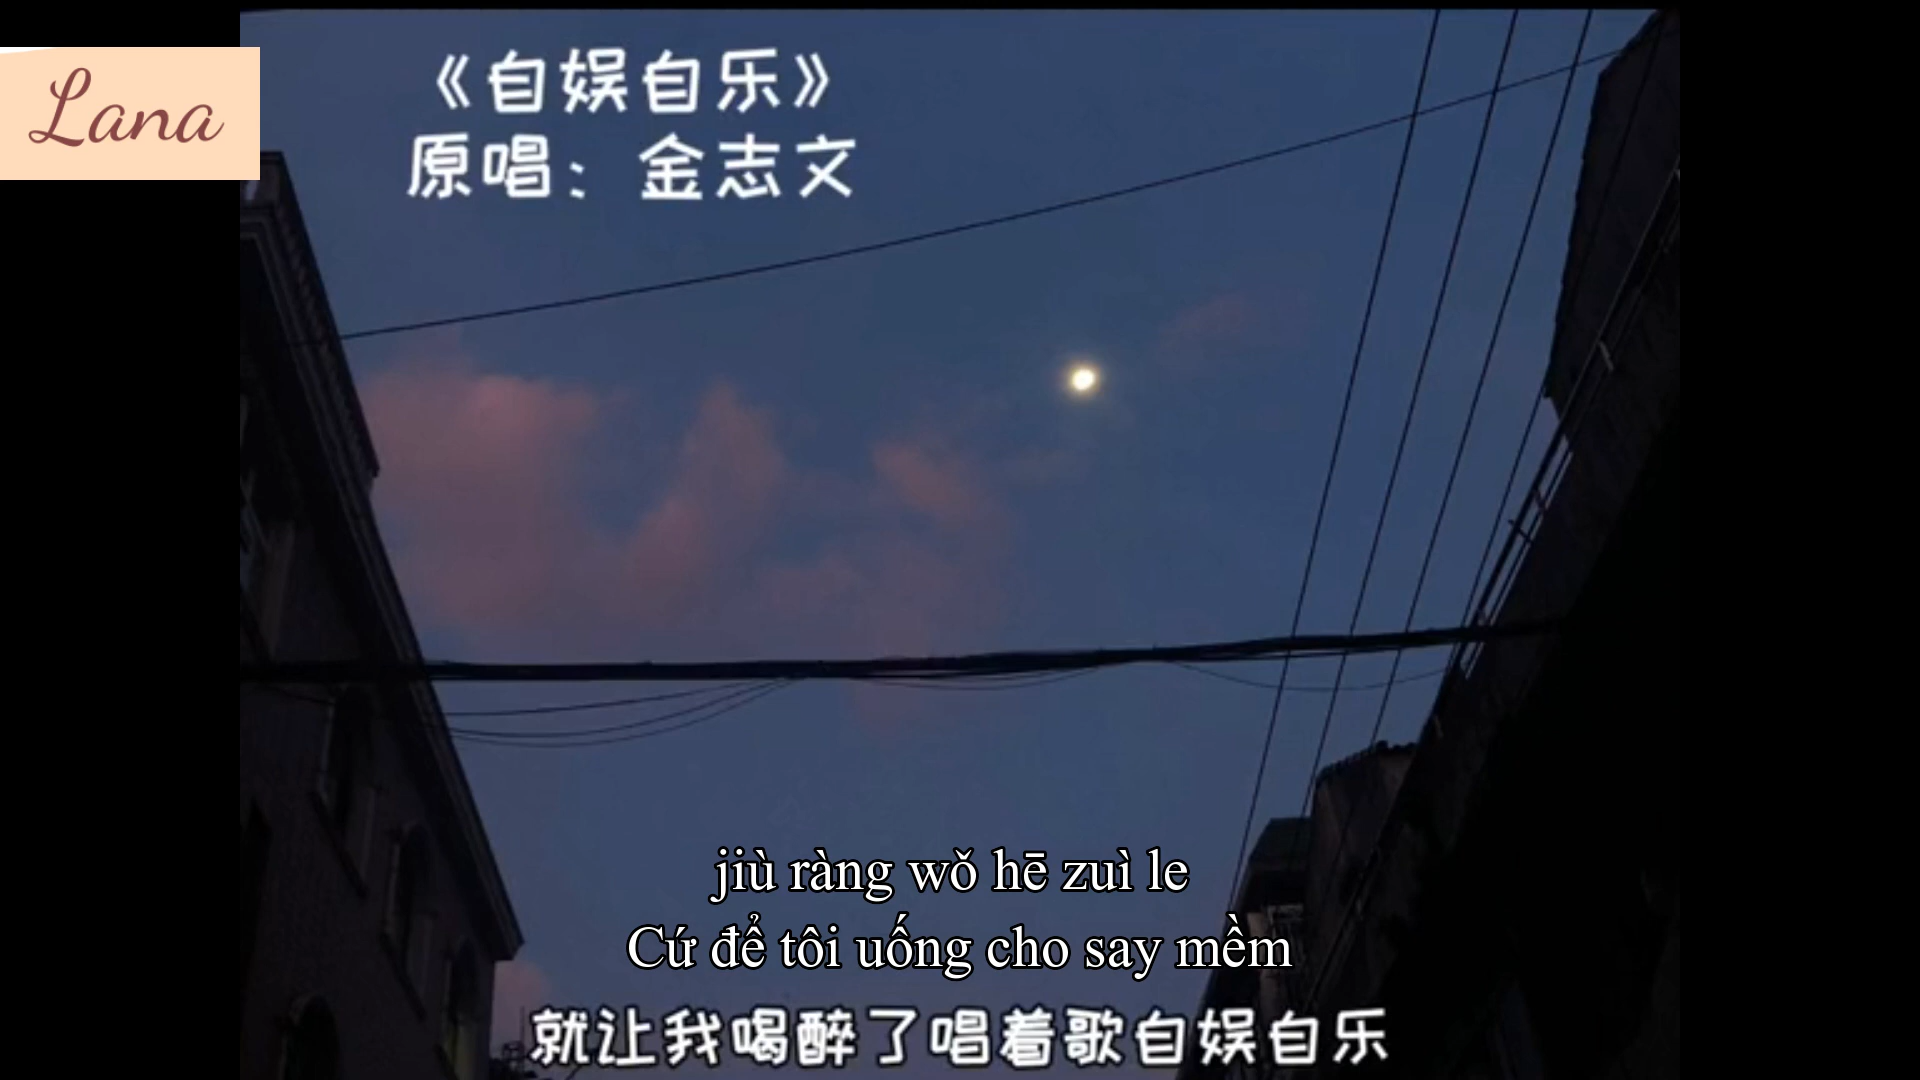 Lana
《自娱自乐》
原唱：金志文
jiù ràng wǒ hē zuì le
Cứ để tôi uống cho say mềm
就让我喝醉了唱着歌自娱自乐